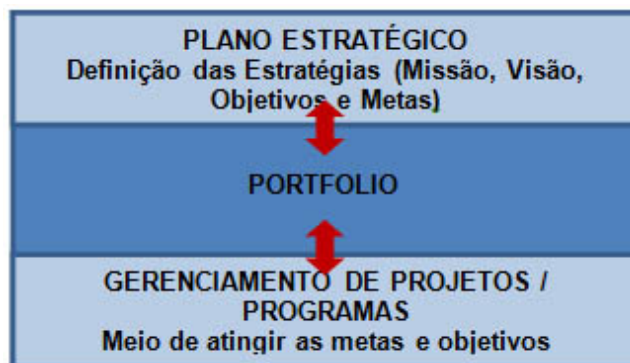 PLANO ESTRATÉGICO
Definição das Estratégias (Missão, Visão,
Objetivos e Metas)
PORTFOLIO
GERENCIAMENTO DE PROJETOS /
PROGRAMAS
Meio de atingir as metas e objetivos